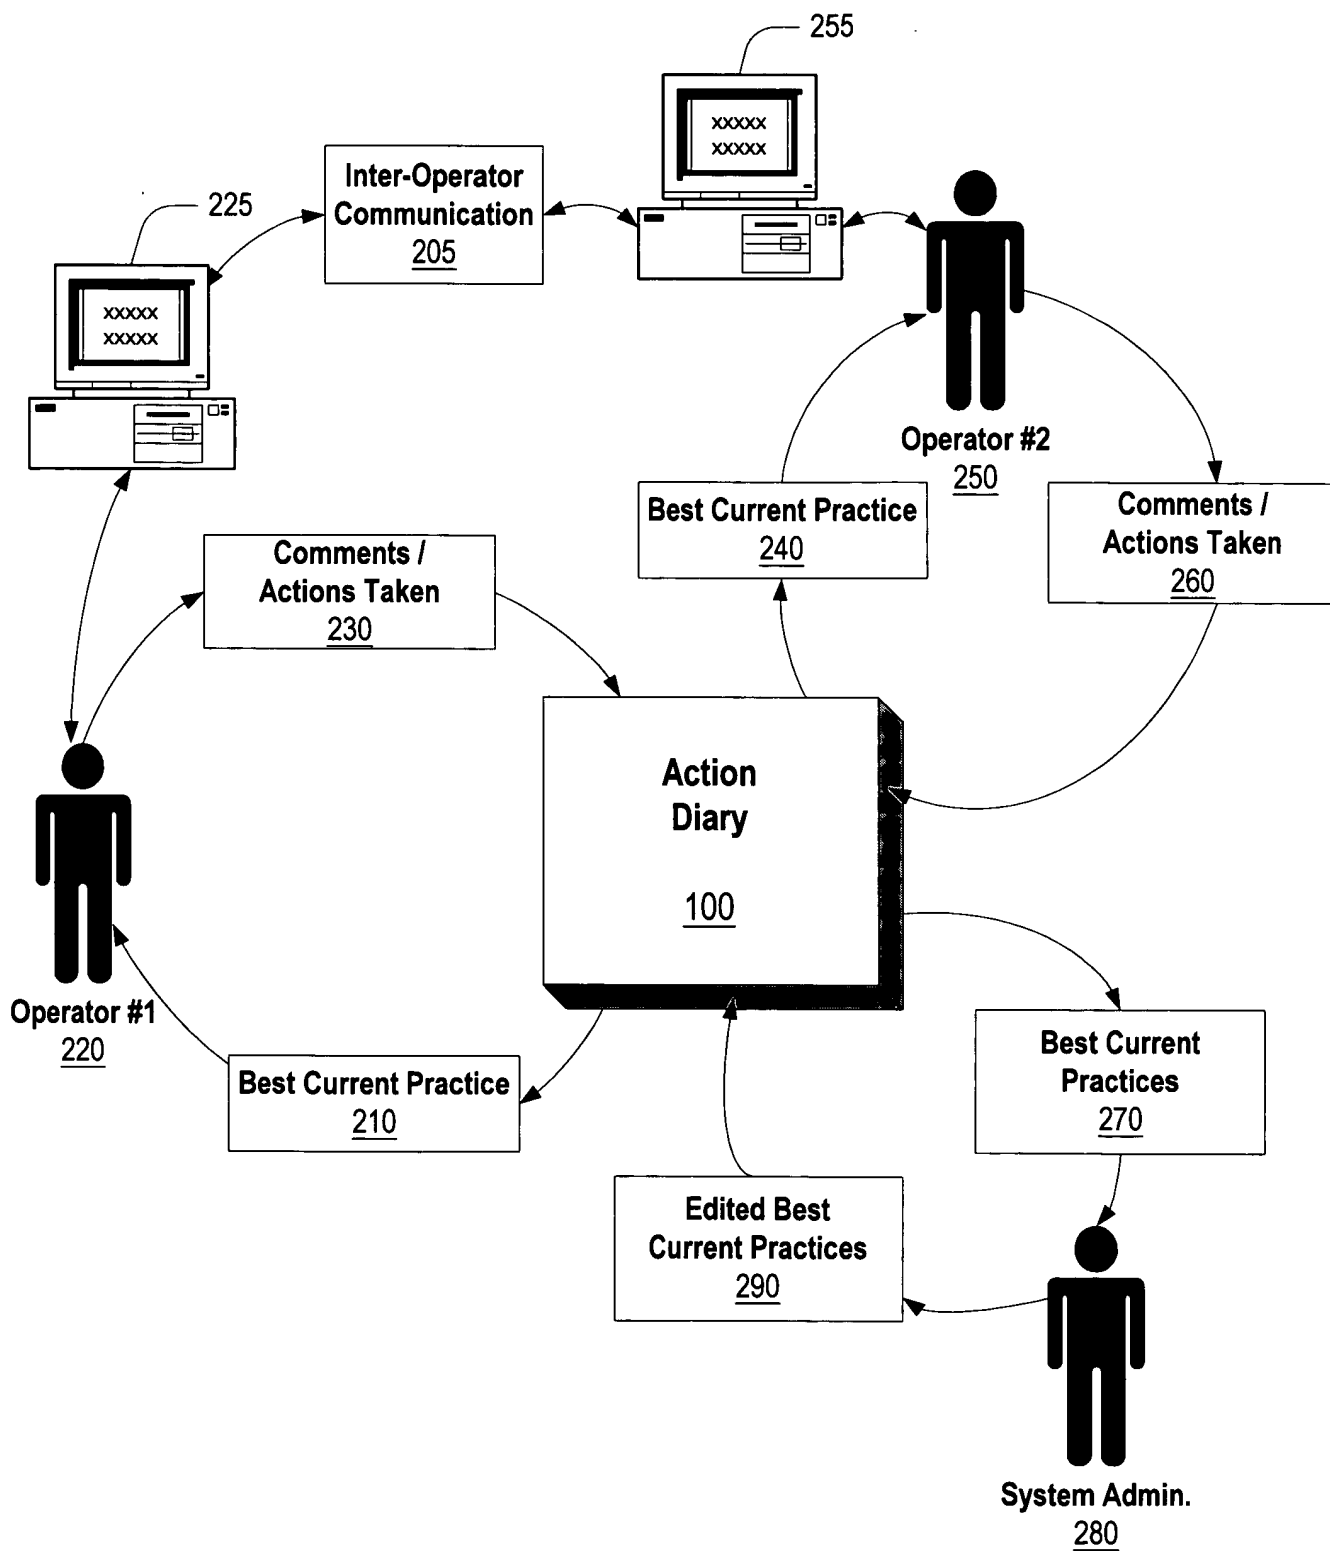 255
XXXXX
XXXXX
Inter-Operator
Communication
205
225
XXXXX
XXXXX
Operator #2
250
Best Current Practice
240
Comments /
Actions Taken
260
Comments /
Actions Taken
230
Action
Diary
100
Operator #1
220
Best Current Practice
210
Best Current
Practices
270
Edited Best
Current Practices
290
System Admin.
280